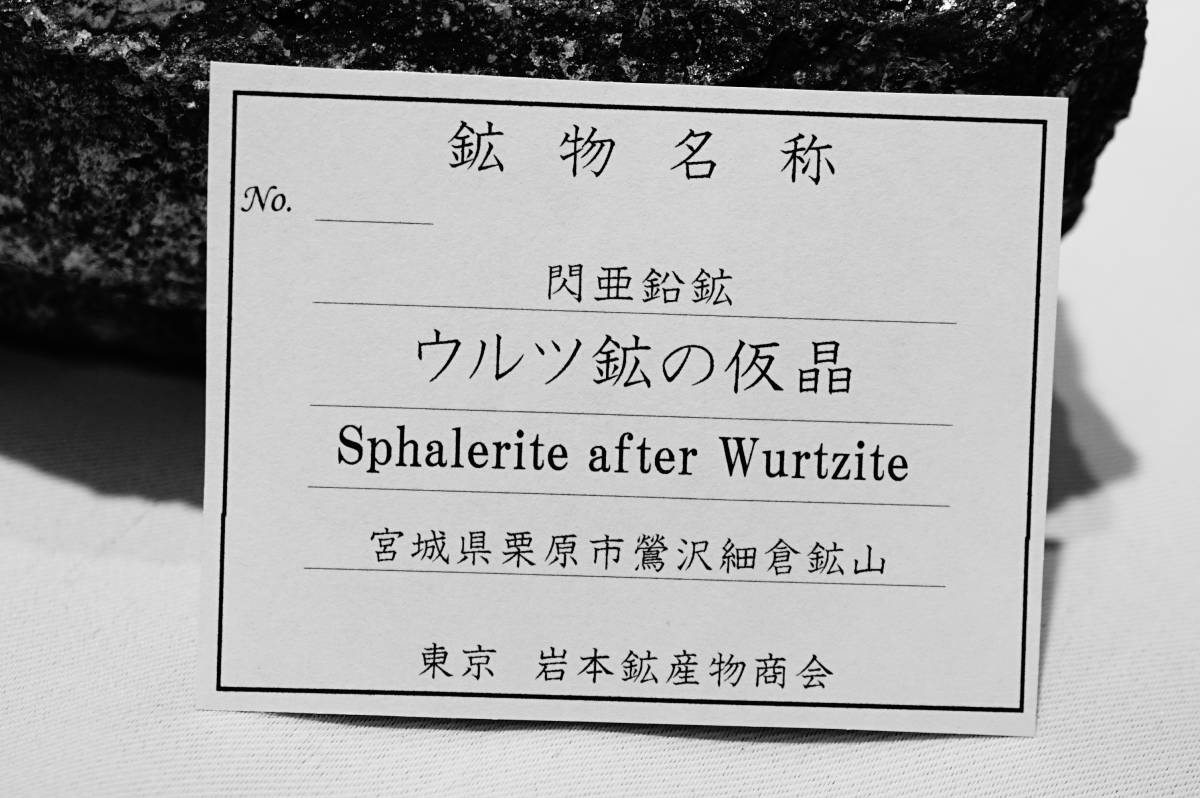 鉱物名称
No.
閃亜鉛鉱
ウルツ鉱の仮晶
Sphalerite after Wurtzite
宮城県栗原市鶯沢細倉鉱山
東京 岩本鉱産物商会